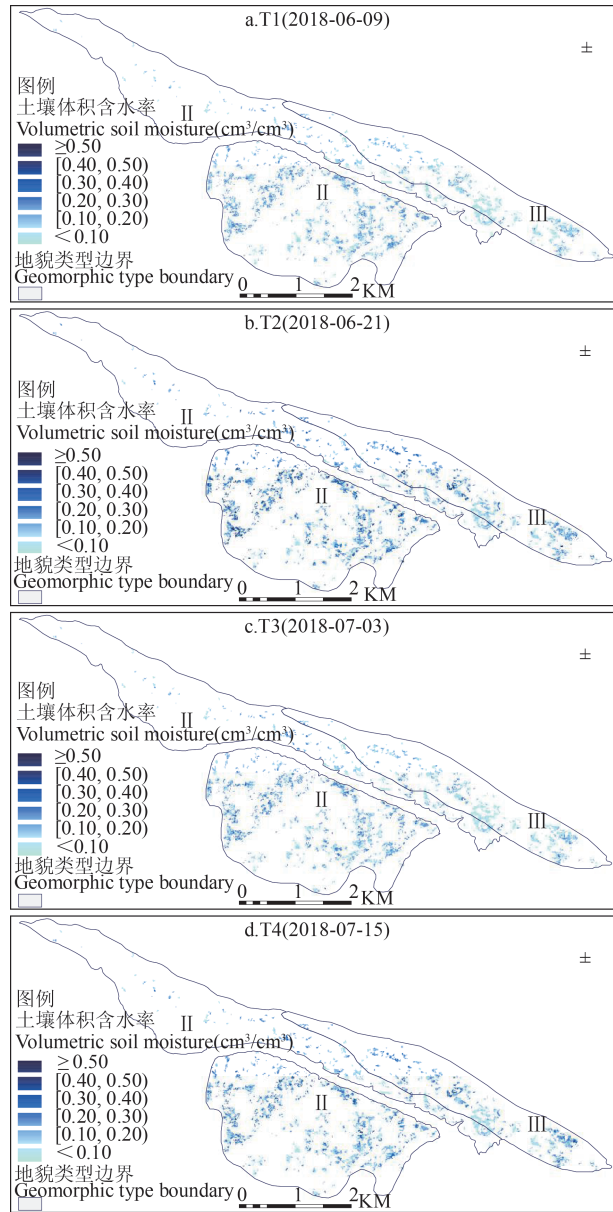 a.T1(2018-06-09)
±
图例
土壤体积含水率
Volumetric soil moisture(cm³/cm³)
≥0.50
[0.40, 0.50)
[0.30, 0.40)
[0.20, 0.30)
[0.10, 0.20)
＜0.10
地貌类型边界
Geomorphic type boundary
II
II
III
0 1 2 KM
b.T2(2018-06-21)
±
图例
土壤体积含水率
Volumetric soil moisture(cm³/cm³)
≥0.50
[0.40, 0.50)
[0.30, 0.40)
[0.20, 0.30)
[0.10, 0.20)
＜0.10
地貌类型边界
Geomorphic type boundary
II
II
III
0 1 2 KM
c.T3(2018-07-03)
±
图例
土壤体积含水率
Volumetric soil moisture(cm³/cm³)
≥0.50
[0.40, 0.50)
[0.30, 0.40)
[0.20, 0.30)
[0.10, 0.20)
＜0.10
地貌类型边界
Geomorphic type boundary
II
II
III
0 1 2 KM
d.T4(2018-07-15)
±
图例
土壤体积含水率
Volumetric soil moisture(cm³/cm³)
≥0.50
[0.40, 0.50)
[0.30, 0.40)
[0.20, 0.30)
[0.10, 0.20)
＜0.10
地貌类型边界
Geomorphic type boundary
II
II
III
0 1 2 KM